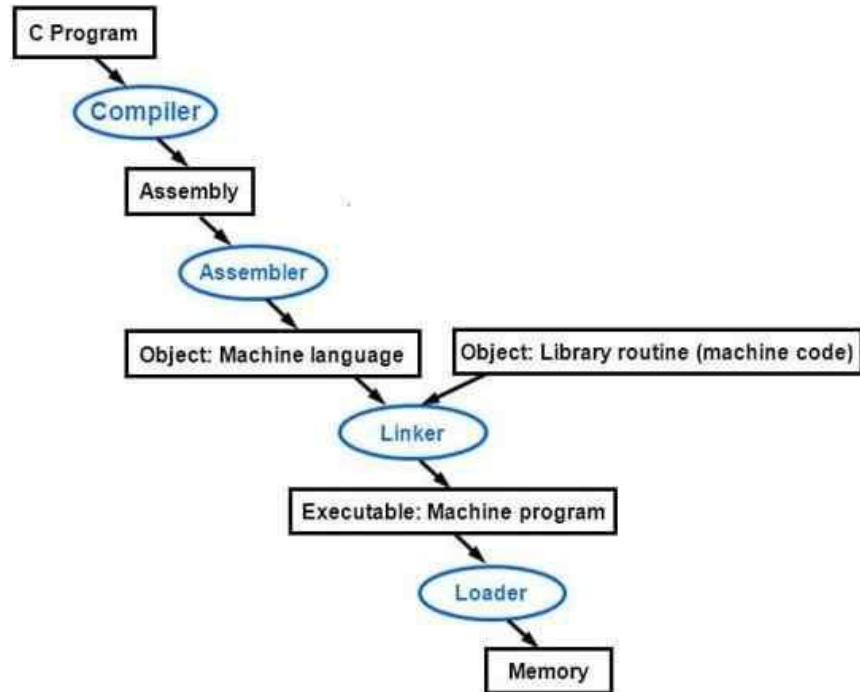 C Program
Compiler
Assembly
Assembler
Object: Machine language
Object: Library routine (machine code)
Linker
Executable: Machine program
Loader
Memory